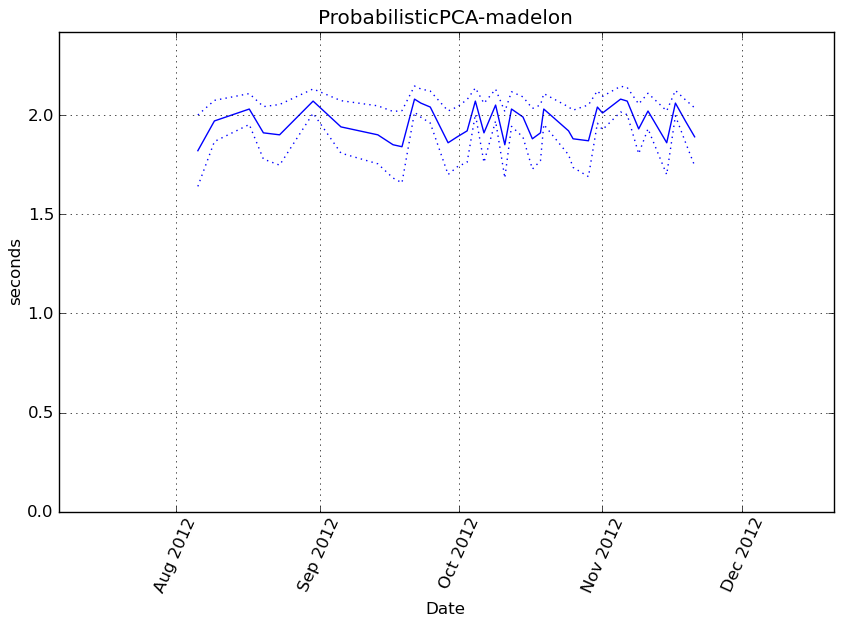 ProbabilisticPCA-madelon
2.0
1.5
1.0
0.5
0.0
seconds
Aug 2012
Sep 2012
Oct 2012
Nov 2012
Dec 2012
Date